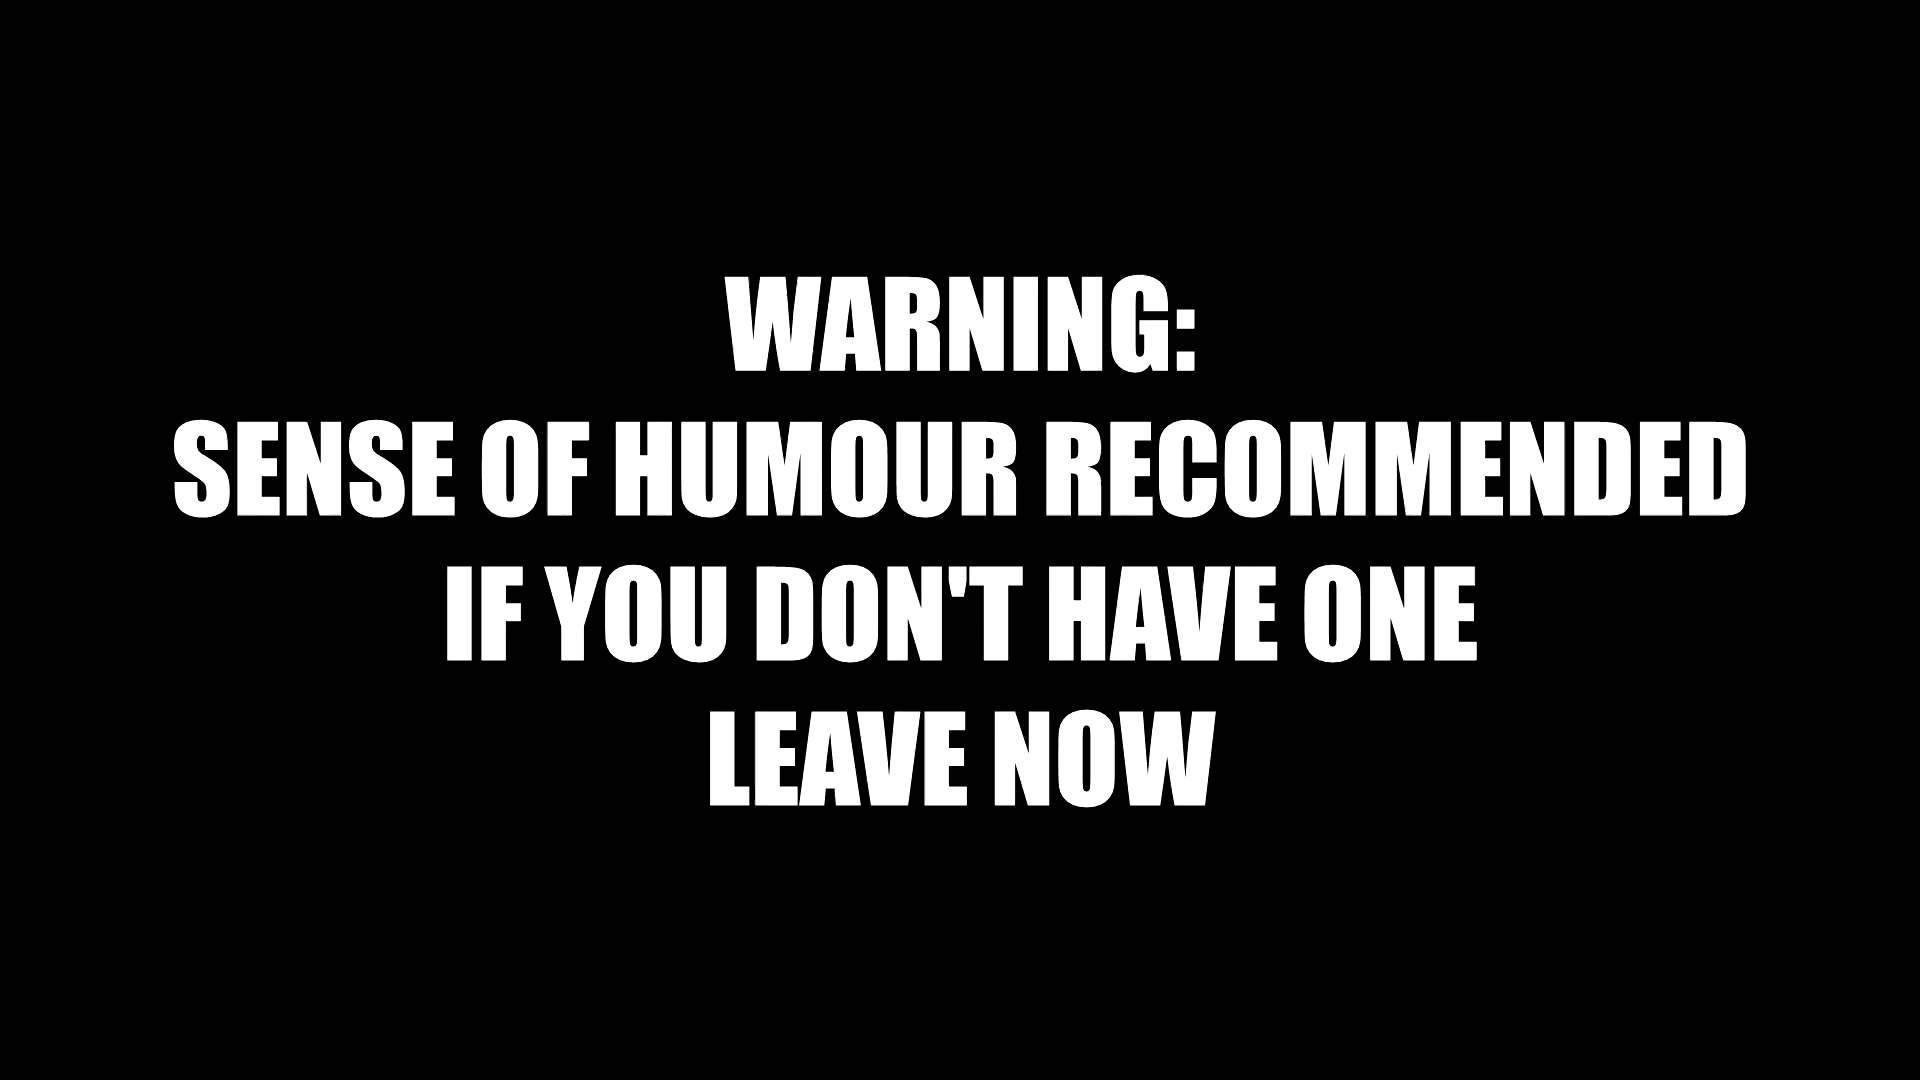 WARNING:
SENSE OF HUMOUR RECOMMENDED
IF YOU DON'T HAVE ONE
LEAVE NOW